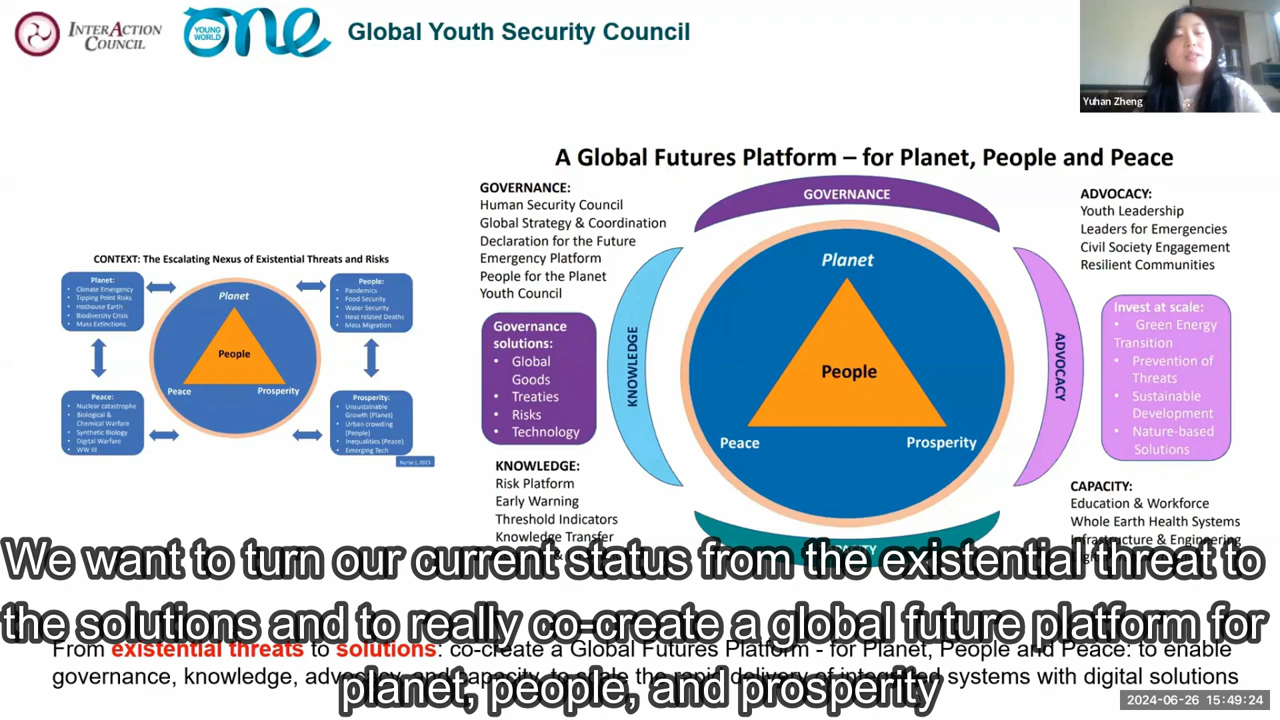 INTERACTION
COUNCIL
YOUNG
WORLD
one
Global Youth Security Council
Yuhan Zheng
A Global Futures Platform – for Planet, People and Peace
CONTEXT: The Escalating Nexus of Existential Threats and Risks
Planet:
• Climate Emergency
• Tipping Point Risks
• Hothouse Earth
• Biodiversity Crisis
• Mass Extinctions
People:
• Pandemics
• Food Security
• Water Security
• Heat related Deaths
• Mass Migration
Planet
People
Peace
Prosperity
Peace:
• Nuclear catastrophe
• Biological &
Chemical Warfare
• Synthetic Biology
• Digital Warfare
• WW III
Prosperity:
• Unsustainable
Growth (Planet)
• Urban crowding
(People)
• Inequalities (Peace)
• Emerging Tech
Nurse J, 2023
GOVERNANCE:
Human Security Council
Global Strategy & Coordination
Declaration for the Future
Emergency Platform
People for the Planet
Youth Council
Governance
solutions:
• Global
Goods
• Treaties
• Risks
• Technology
KNOWLEDGE:
Risk Platform
Early Warning
Threshold Indicators
Knowledge Transfer
GOVERNANCE
KNOWLEDGE
Planet
People
Peace
Prosperity
ADVOCACY
ADVOCACY:
Youth Leadership
Leaders for Emergencies
Civil Society Engagement
Resilient Communities
Invest at scale:
• Green Energy
Transition
• Prevention of
Threats
• Sustainable
Development
• Nature-based
Solutions
CAPACITY:
Education & Workforce
Whole Earth Health Systems
Infrastructure & Engineering
We want to turn our current status from the existential threat to
the solutions and to really co-create a global future platform for
planet, people, and prosperity
From existential threats to solutions: co-create a Global Futures Platform - for Planet, People and Peace: to enable
governance, knowledge, advocacy, and capacity, to scale the rapid delivery of integrated systems with digital solutions
2024-06-26 15:49:24